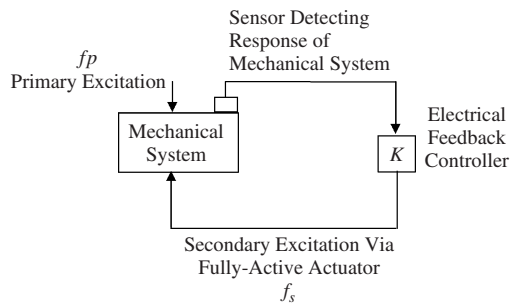 Sensor Detecting
Response of
Mechanical System
fp
Primary Excitation
Mechanical
System
K
Electrical
Feedback
Controller
Secondary Excitation Via
Fully-Active Actuator
fs